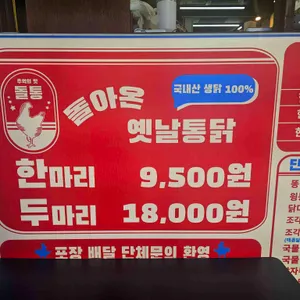 추억의 맛
돌통
돌아온
국내산 생닭 100%
옛날통닭
한마리 9,500원
두마리 18,000원
포장 배달 단체문의 환영